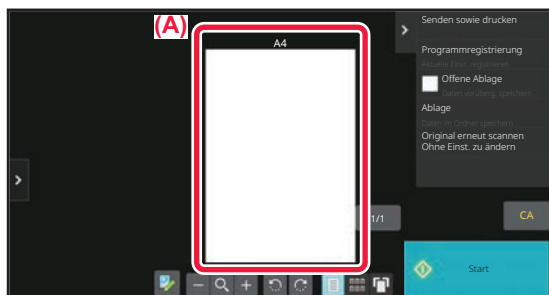 (A)
A4
1/1
Senden sowie drucken
Programmregistrierung
Aktuelle Einst. registrieren
Offene Ablage
Daten vorüberg. speichern
Ablage
Daten im Ordner speichern
Original erneut scannen
Ohne Einst. zu ändern
CA
Start